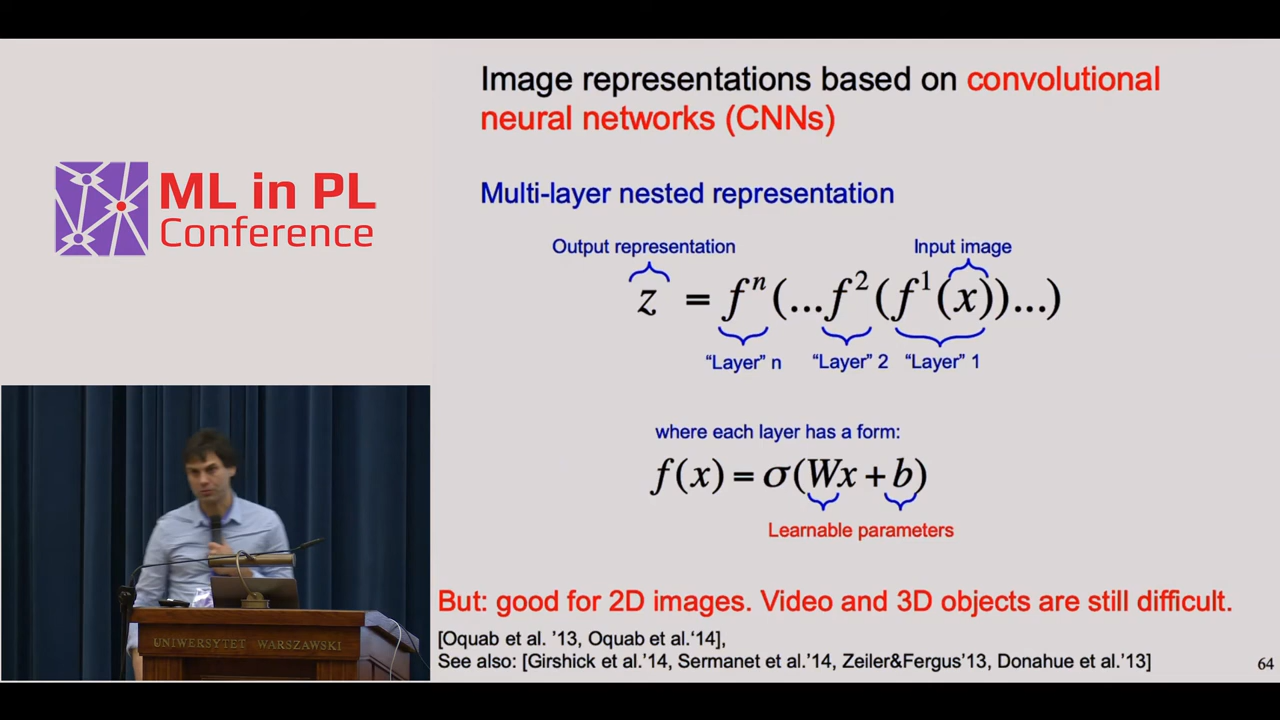 ML in PL
Conference
Image representations based on convolutional
neural networks (CNNs)
Multi-layer nested representation
Output representation
Input image
z = fⁿ(...f²(f¹(x))...)
“Layer” n
“Layer” 2
“Layer” 1
where each layer has a form:
f(x) = σ(Wx + b)
Learnable parameters
But: good for 2D images. Video and 3D objects are still difficult.
[Oquab et al. ’13, Oquab et al.‘14],
See also: [Girshick et al.’14, Sermanet et al.’14, Zeiler&Fergus’13, Donahue et al.’13]
64
UNIWERSYTET WARSZAWSKI